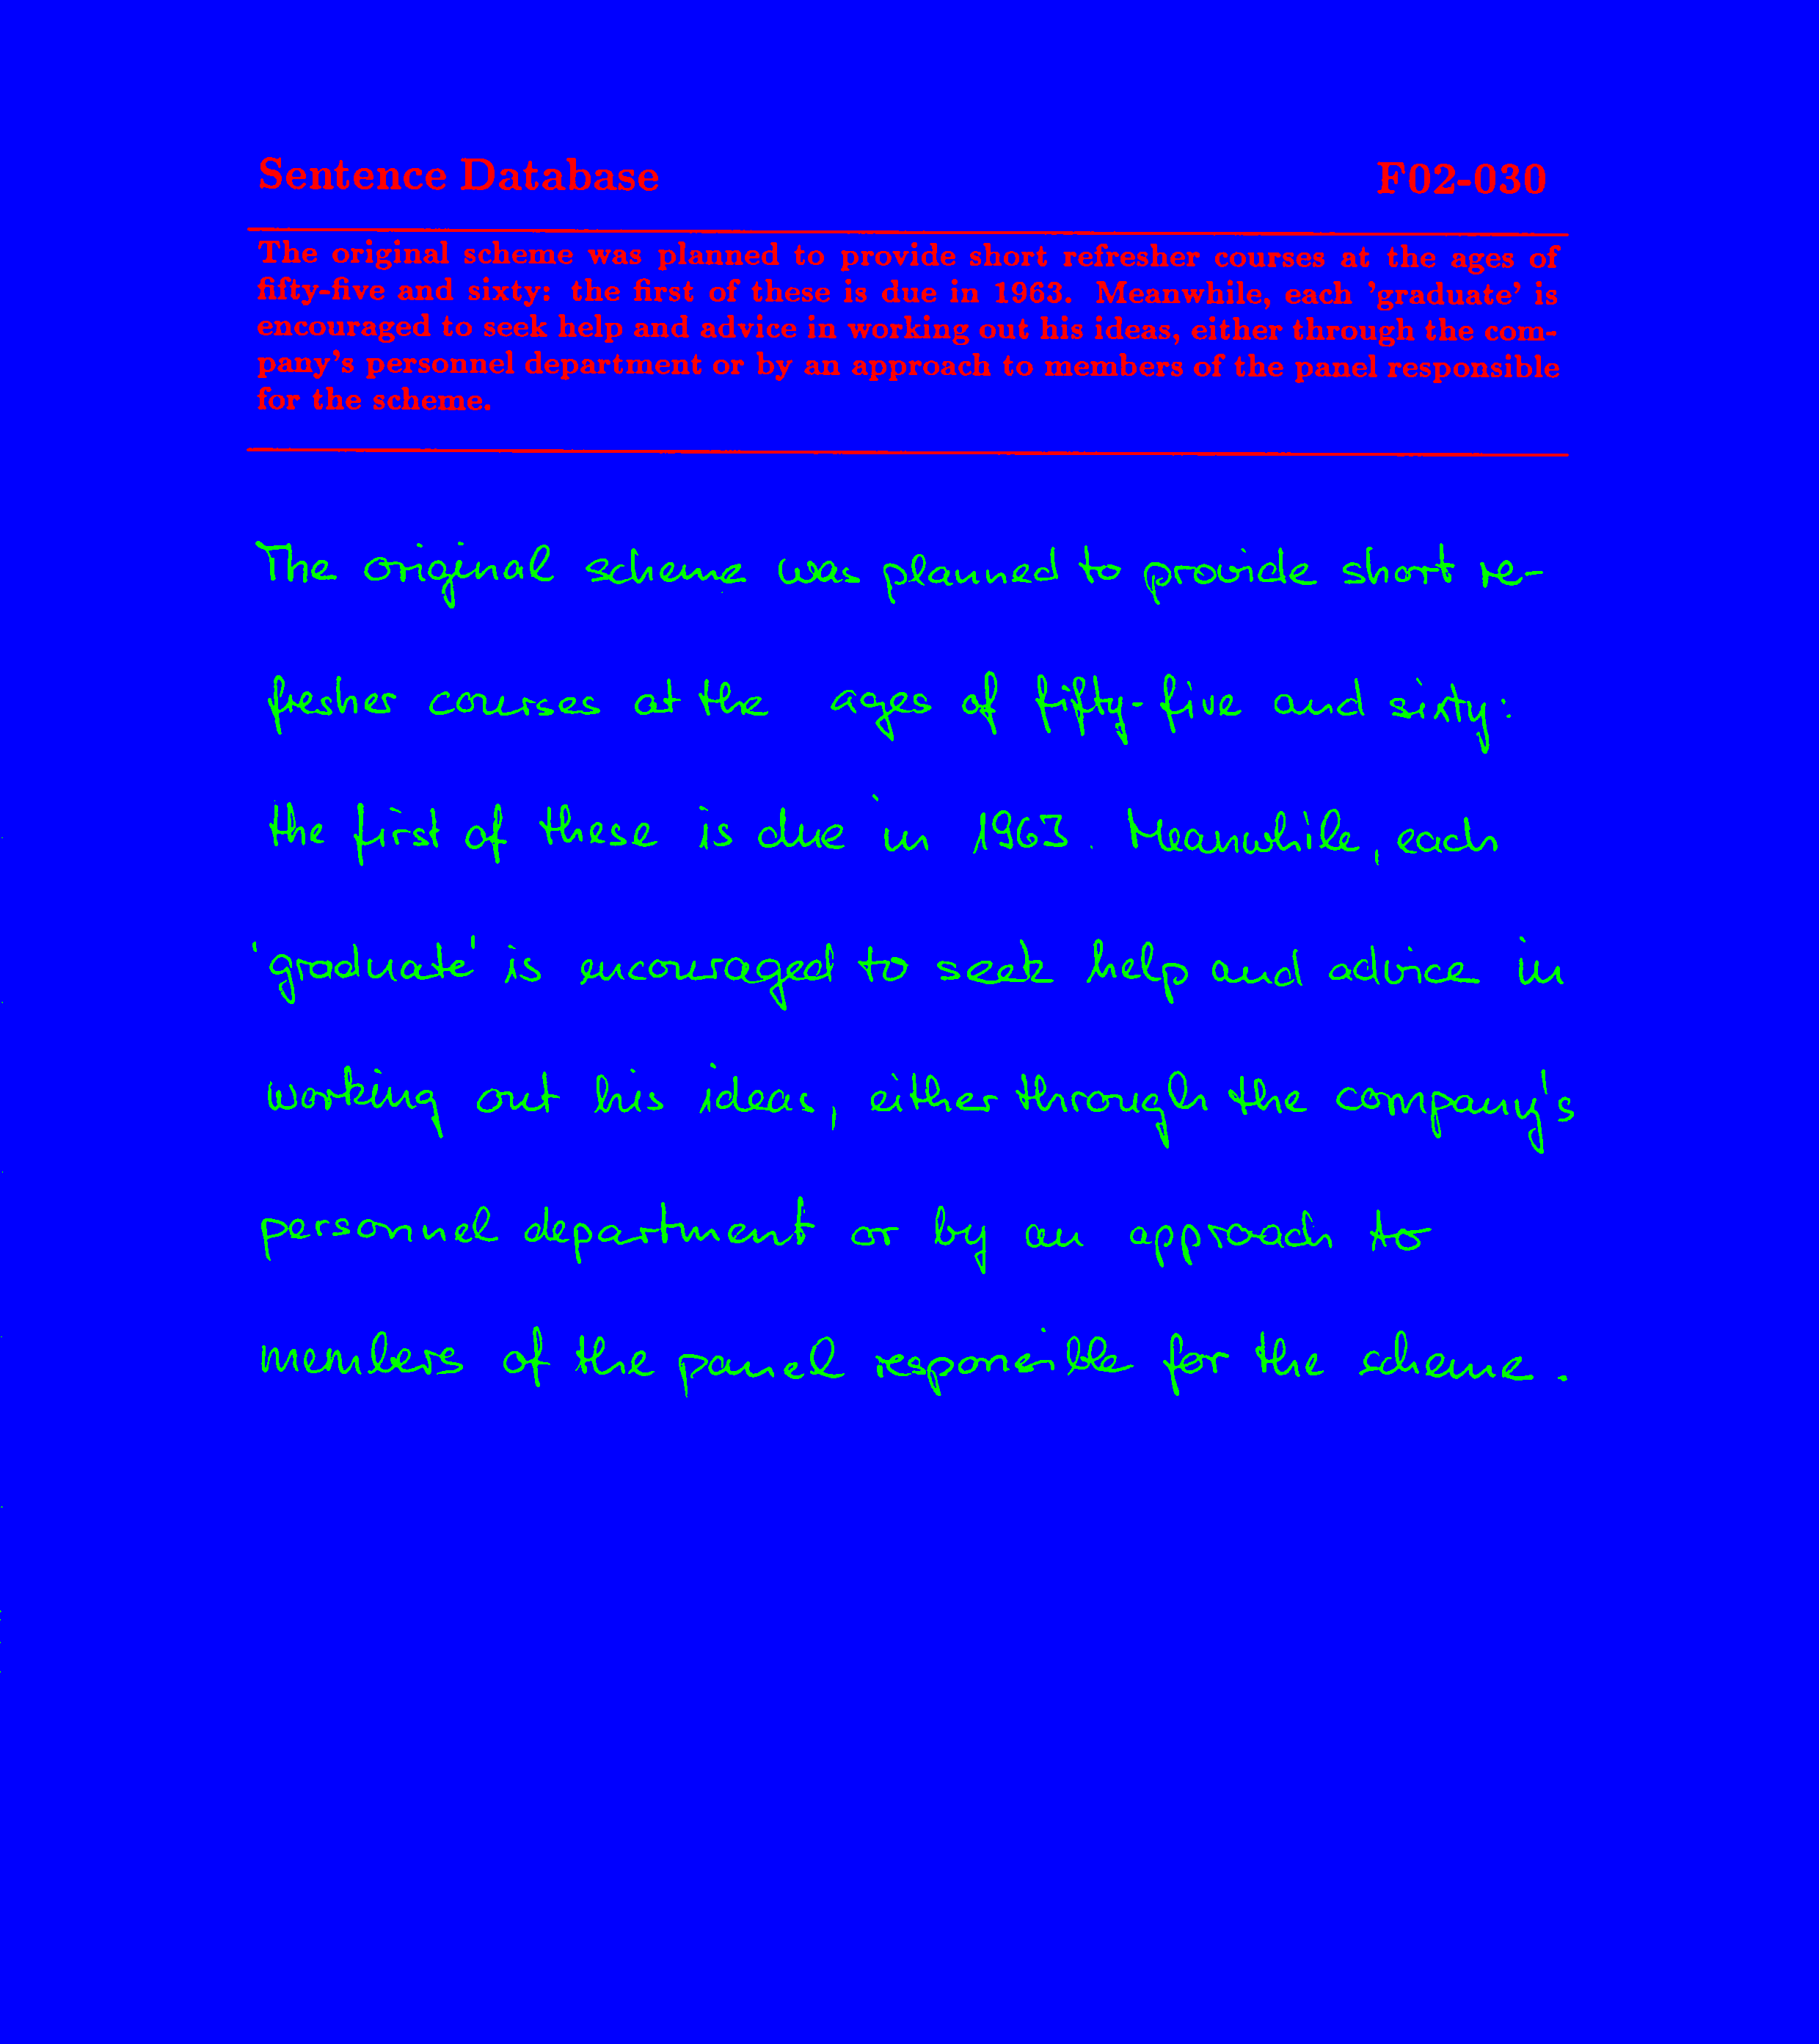 Sentence Database F02-030
The original scheme was planned to provide short refresher courses at the ages of
fifty-five and sixty: the first of these is due in 1963. Meanwhile, each 'graduate' is
encouraged to seek help and advice in working out his ideas, either through the com-
pany's personnel department or by an approach to members of the panel responsible
for the scheme.
The original scheme was planned to provide short re-
fresher courses at the ages of fifty-five and sixty:
the first of these is due in 1963. Meanwhile, each
'graduate' is encouraged to seek help and advice in
working out his ideas, either through the company's
personnel department or by an approach to
members of the panel responsible for the scheme.